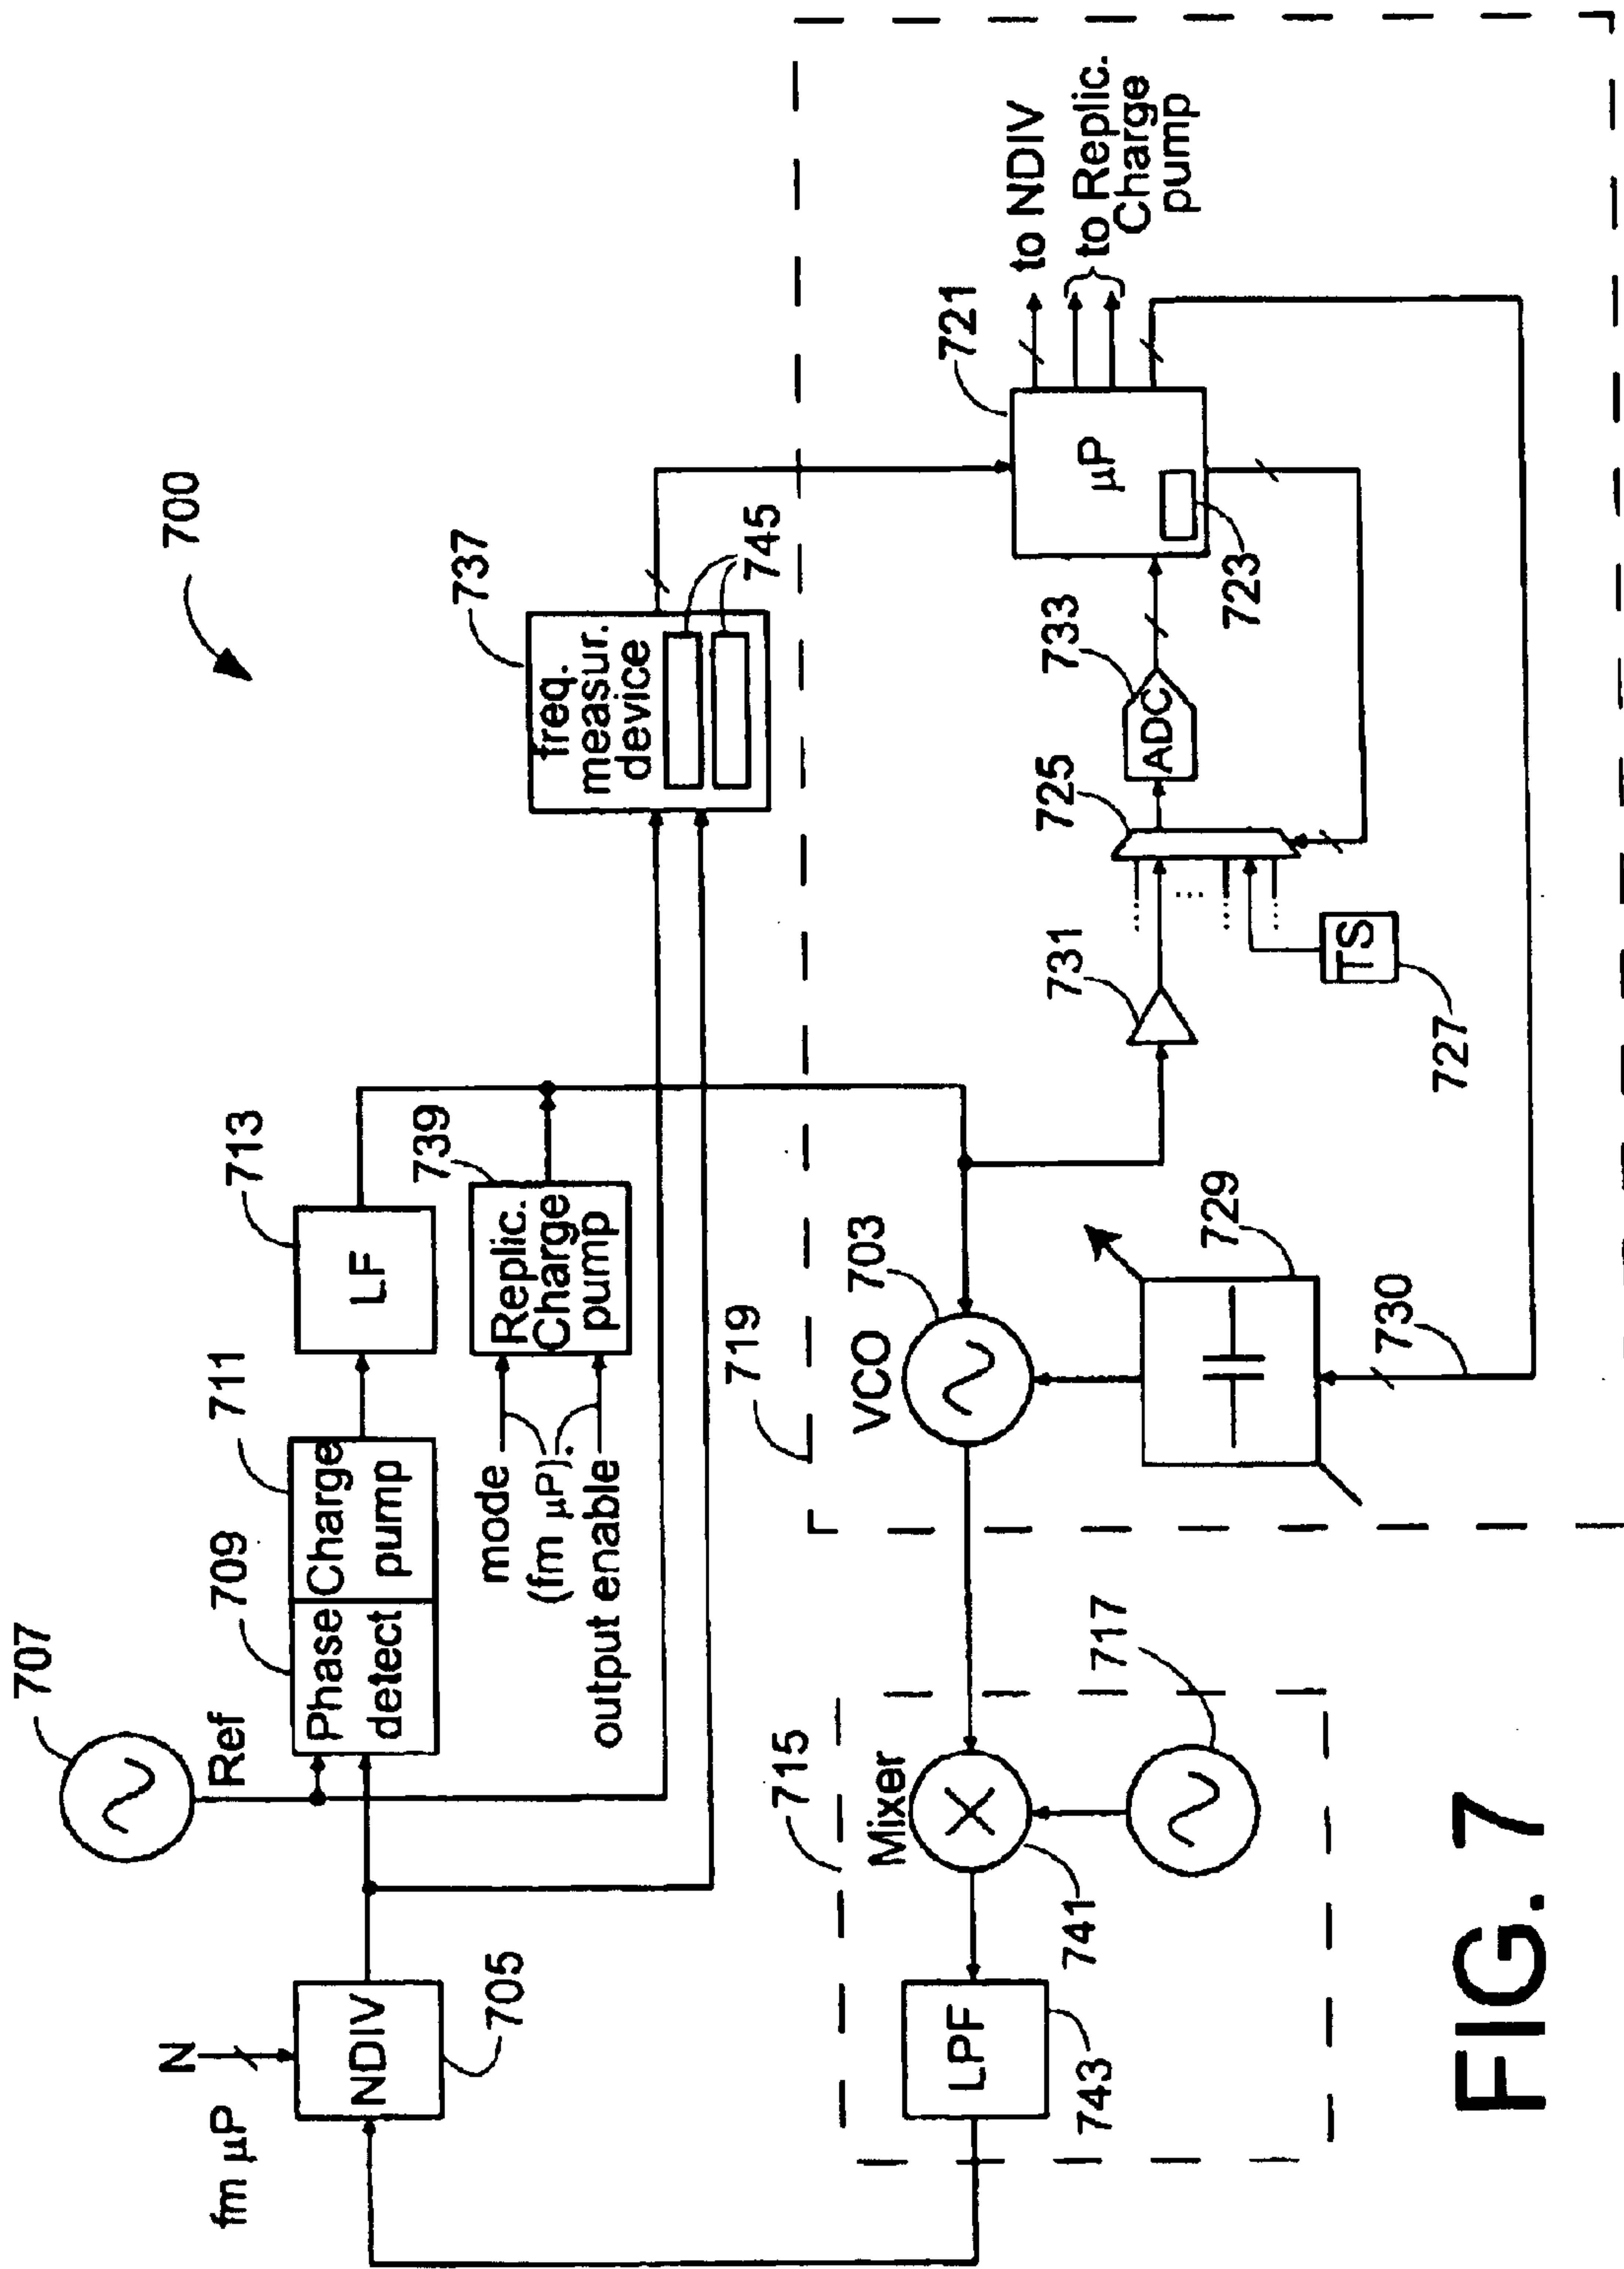 700
707
Ref
709
711
Phase
detect
Charge
pump
713
LF
fm μP
N
NDIV
705
mode
(fm μP)
output enable
Replic.
Charge
pump
739
737
freq.
measur.
device
745
715
Mixer
741
LPF
743
717
719
VCO
703
729
730
731
725
TS
727
733
ADC
721
μP
723
to NDIV
to Replic.
Charge
pump
FIG. 7